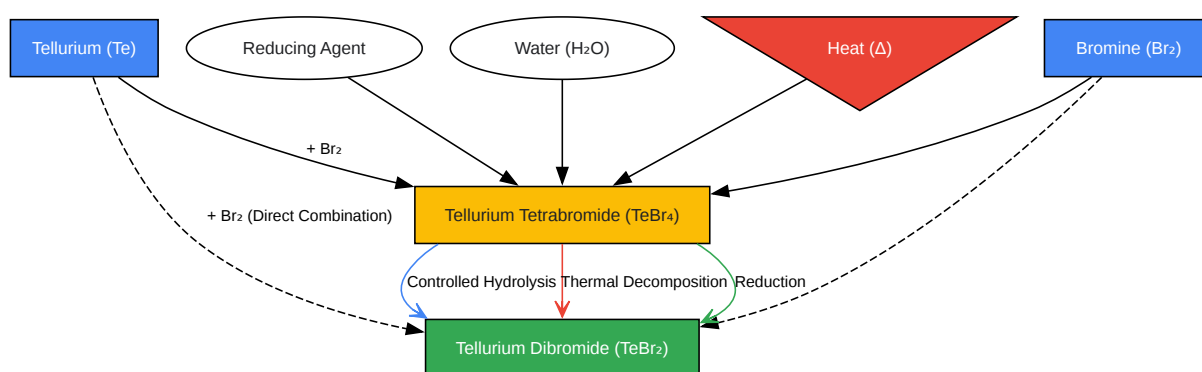 Tellurium (Te)
Reducing Agent
Water (H₂O)
Heat (Δ)
Bromine (Br₂)
+ Br₂
Tellurium Tetrabromide (TeBr₄)
+ Br₂ (Direct Combination)
Controlled Hydrolysis
Thermal Decomposition
Reduction
Tellurium Dibromide (TeBr₂)